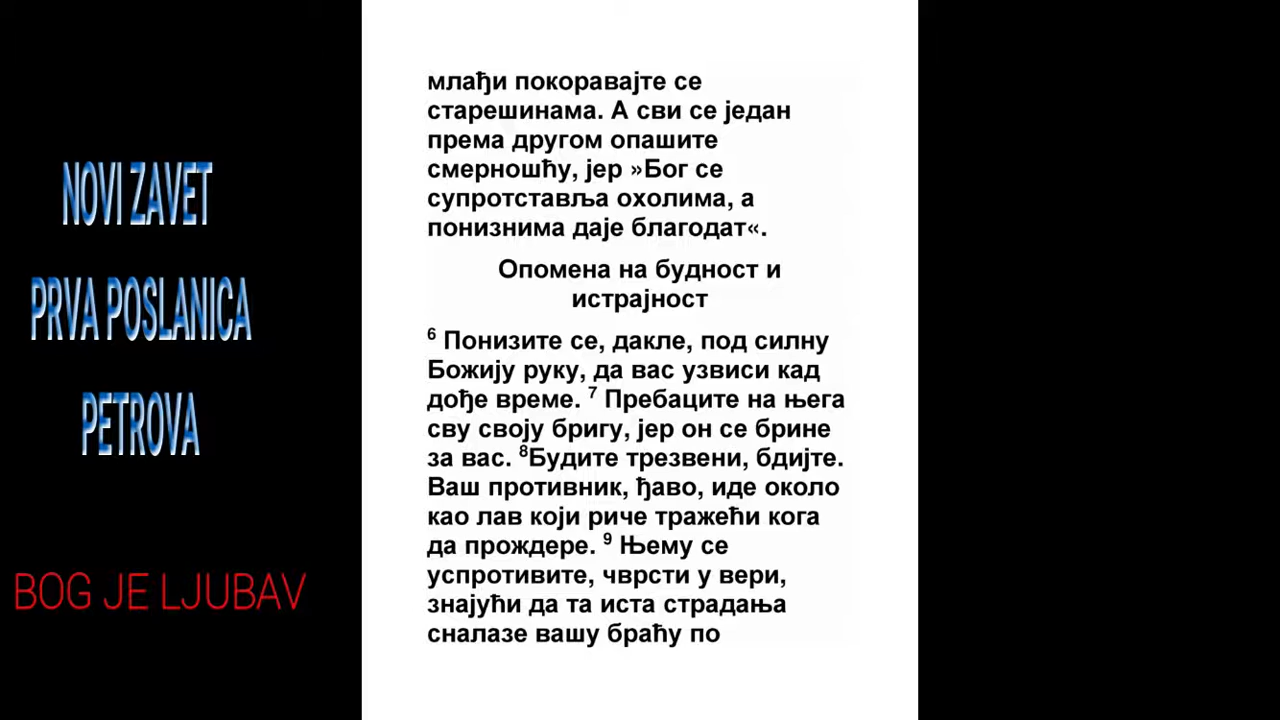 NOVI ZAVET
PRVA POSLANICA
PETROVA
BOG JE LJUBAV
млађи покоравајте се
старешинама. А сви се један
према другом опашите
смерношћу, јер »Бог се
супротставља охолима, а
понизнима даје благодат«.
Опомена на будност и
истрајност
6 Понизите се, дакле, под силну
Божију руку, да вас узвиси кад
дође време. 7 Пребаците на њега
сву своју бригу, јер он се брине
за вас. 8Будите трезвени, бдијте.
Ваш противник, ђаво, иде около
као лав који риче тражећи кога
да прождере. 9 Њему се
успротивите, чврсти у вери,
знајући да та иста страдања
сналазе вашу браћу по